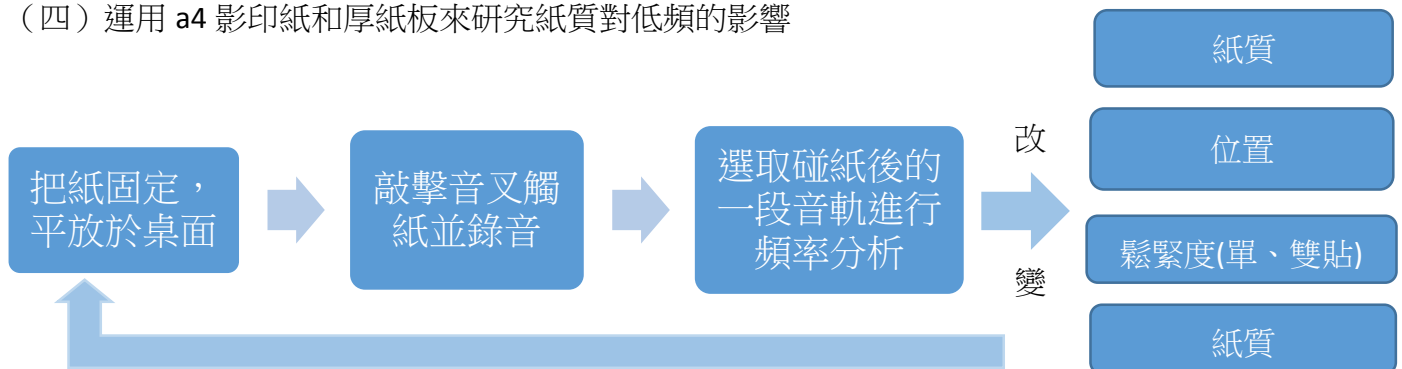 （四）運用 a4 影印紙和厚紙板來研究紙質對低頻的影響
把紙固定，
平放於桌面
敲擊音叉觸
紙並錄音
選取碰紙後的
一段音軌進行
頻率分析
改
變
紙質
位置
鬆緊度(單、雙貼)
紙質